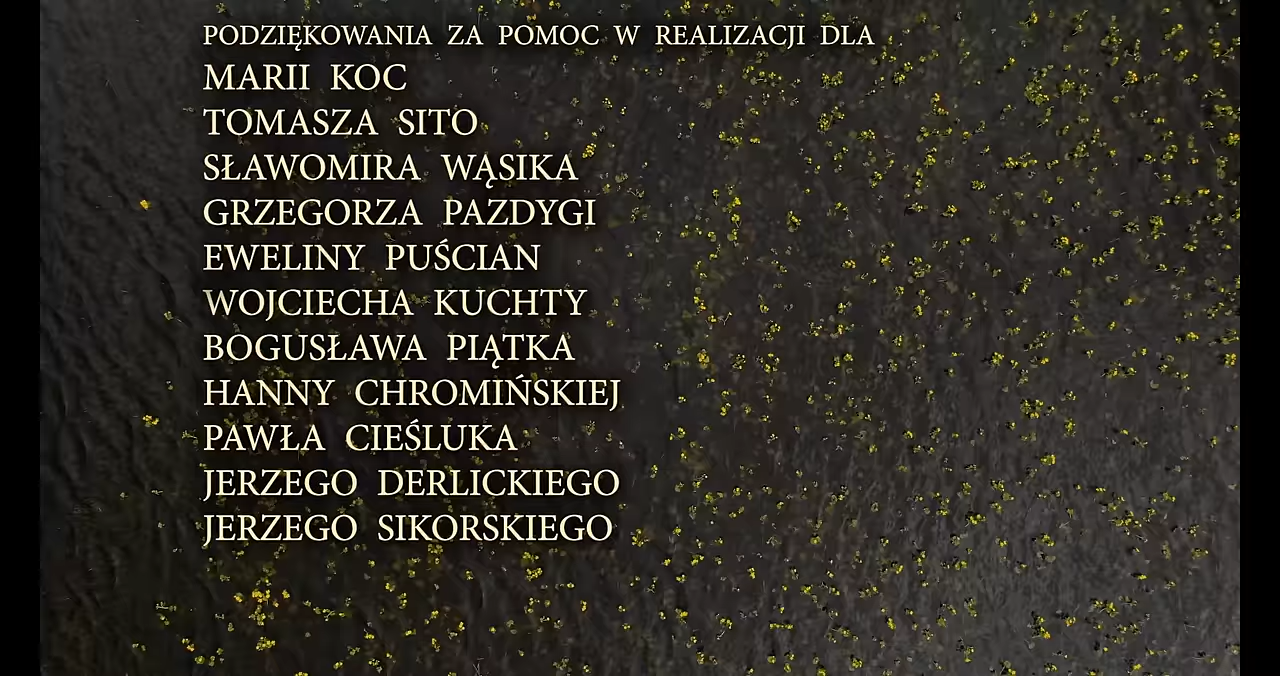 PODZIĘKOWANIA ZA POMOC W REALIZACJI DLA
MARII KOC
TOMASZA SITO
SŁAWOMIRA WĄSIKA
GRZEGORZA PAZDYGI
EWELINY PUŚCIAN
WOJCIECHA KUCHTY
BOGUSŁAWA PIĄTKA
HANNY CHROMIŃSKIEJ
PAWŁA CIEŚLUKA
JERZEGO DERLICKIEGO
JERZEGO SIKORSKIEGO